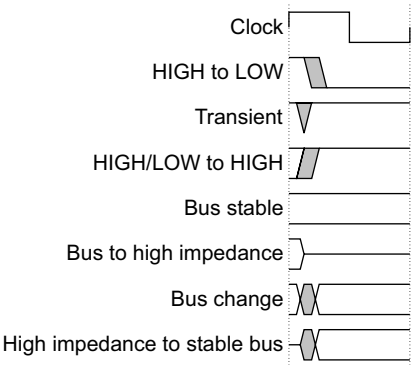 Clock
HIGH to LOW
Transient
HIGH/LOW to HIGH
Bus stable
Bus to high impedance
Bus change
High impedance to stable bus